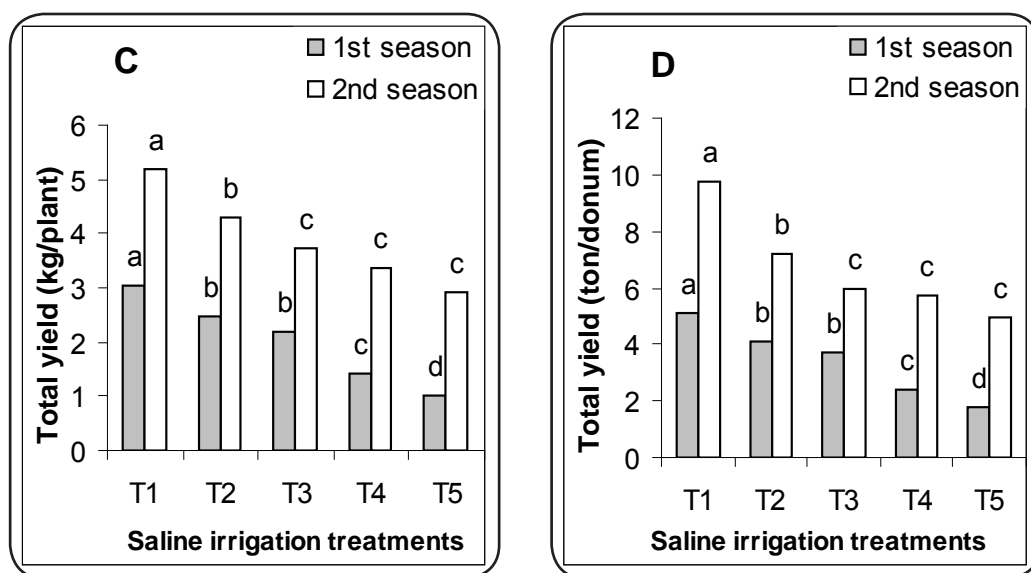 C
1st season
2nd season
Total yield (kg/plant)
6
5
4
3
2
1
0
a
a
b
b
b
c
c
c
d
c
T1 T2 T3 T4 T5
Saline irrigation treatments
D
1st season
2nd season
Total yield (ton/donum)
12
10
8
6
4
2
0
a
a
b
b
b
c
c
c
d
c
T1 T2 T3 T4 T5
Saline irrigation treatments